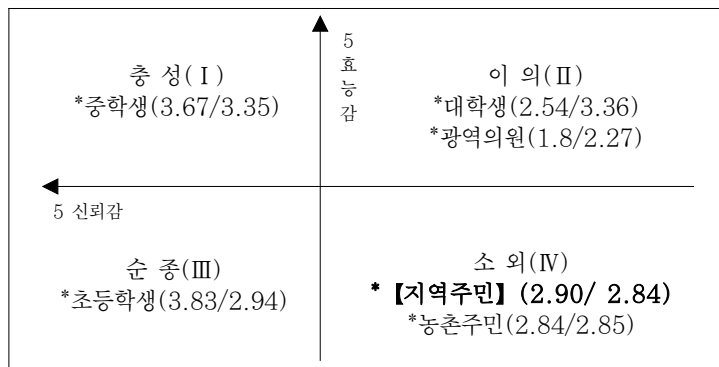 충 성(Ⅰ)
*중학생(3.67/3.35)
5
효
능
감
이 의(Ⅱ)
*대학생(2.54/3.36)
*광역의원(1.8/2.27)
5 신뢰감
순 종(Ⅲ)
*초등학생(3.83/2.94)
소 외(Ⅳ)
*【지역주민】(2.90/ 2.84)
*농촌주민(2.84/2.85)